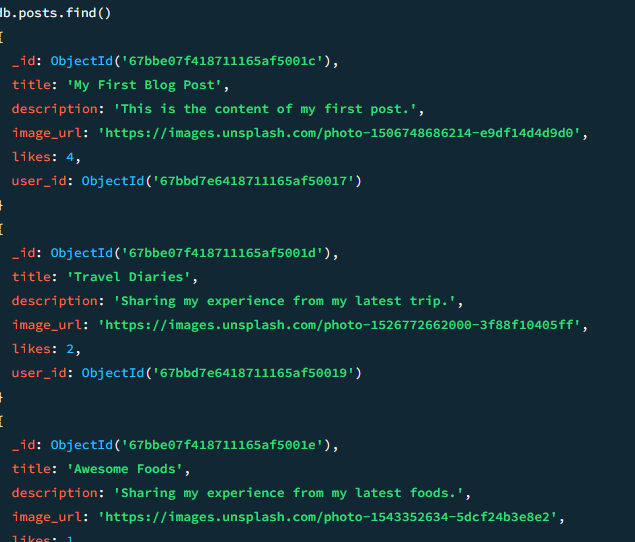 db.posts.find()
{
_id: ObjectId('67bbe07f418711165af5001c'),
title: 'My First Blog Post',
description: 'This is the content of my first post.',
image_url: 'https://images.unsplash.com/photo-1506748686214-e9df14d4d9d0',
likes: 4,
user_id: ObjectId('67bbd7e6418711165af50017')
}
{
_id: ObjectId('67bbe07f418711165af5001d'),
title: 'Travel Diaries',
description: 'Sharing my experience from my latest trip.',
image_url: 'https://images.unsplash.com/photo-1526772662000-3f88f10405ff',
likes: 2,
user_id: ObjectId('67bbd7e6418711165af50019')
}
{
_id: ObjectId('67bbe07f418711165af5001e'),
title: 'Awesome Foods',
description: 'Sharing my experience from my latest foods.',
image_url: 'https://images.unsplash.com/photo-1543352634-5dcf24b3e8e2',
likes: 1